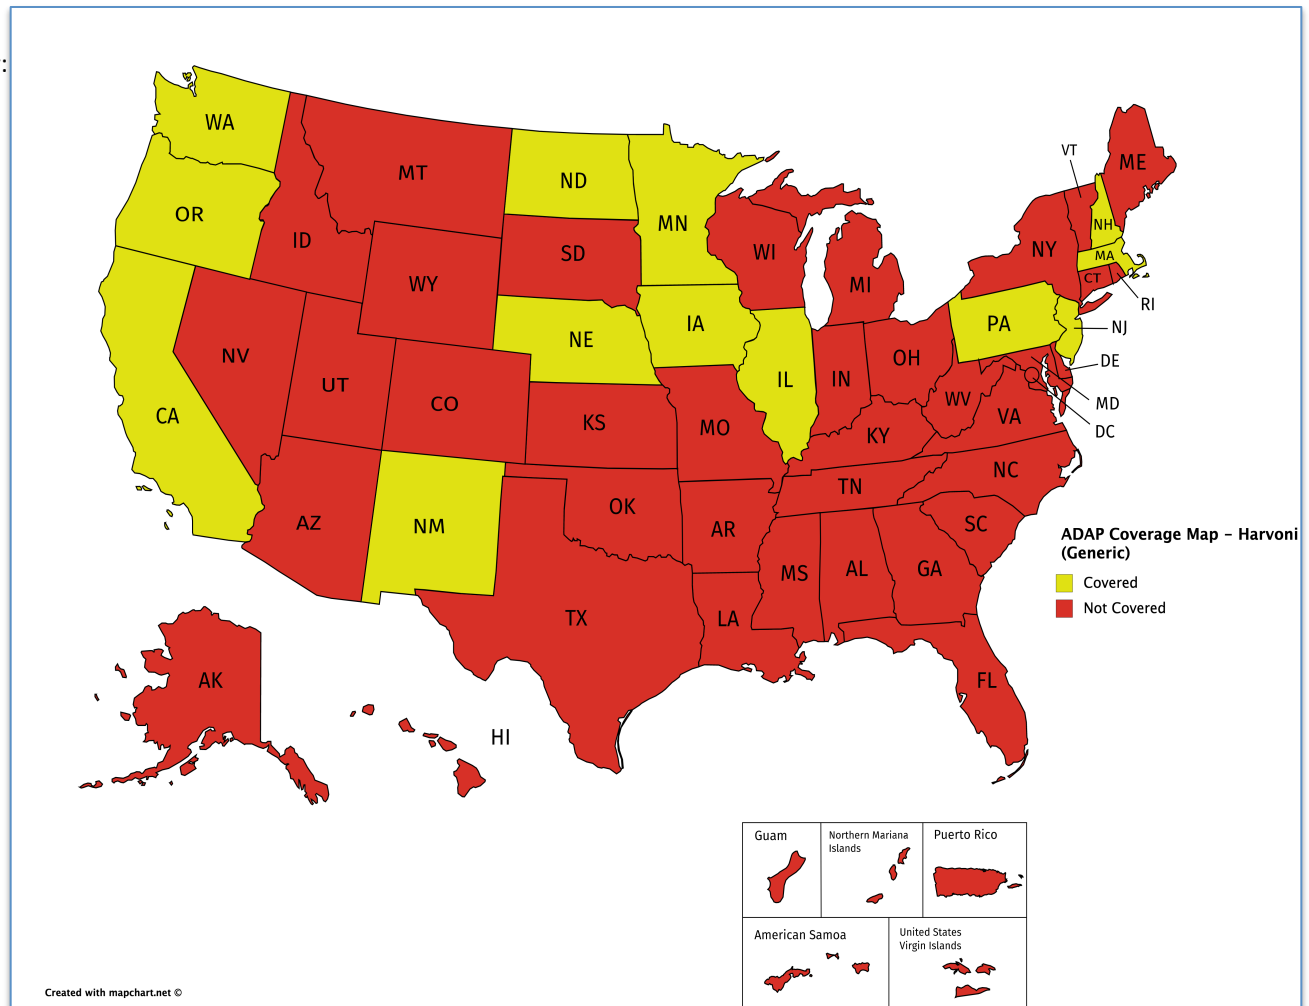 :
WA
MT
ND
MN
OR
ID
SD
WI
MI
NY
VT
ME
NH
MA
CT
RI
WY
NE
IA
PA
NJ
NV
UT
CO
IL
IN
OH
DE
MD
DC
CA
KS
MO
WV
VA
KY
AZ
NM
OK
AR
TN
NC
SC
MS
AL
GA
TX
LA
FL
AK
HI
ADAP Coverage Map – Harvoni
(Generic)
Covered
Not Covered
Guam
Northern Mariana
Islands
Puerto Rico
American Samoa
United States
Virgin Islands
Created with mapchart.net ©